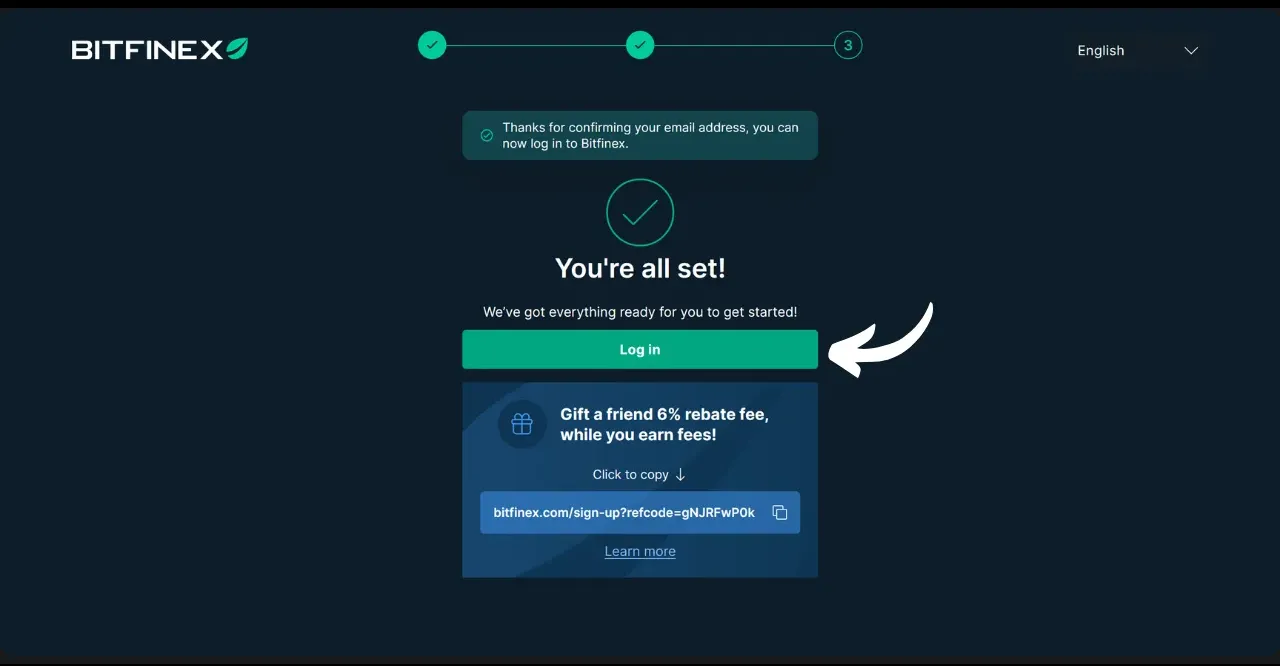 BITFINEX
3
English
Thanks for confirming your email address, you can
now log in to Bitfinex.
You're all set!
We've got everything ready for you to get started!
Log in
Gift a friend 6% rebate fee,
while you earn fees!
Click to copy ↓
bitfinex.com/sign-up?refcode=gNJRFwP0k
Learn more